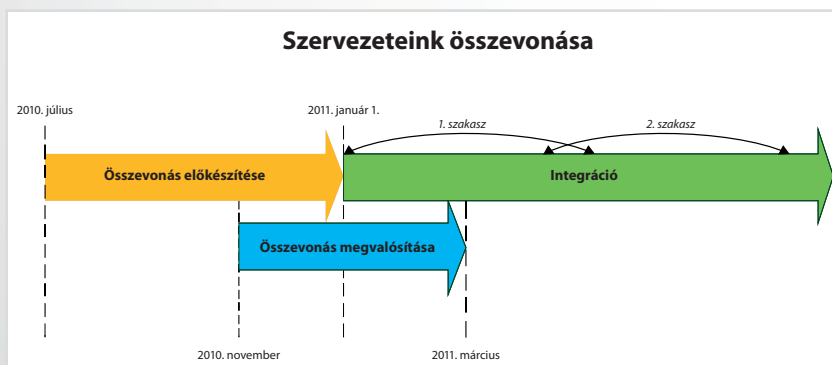 Szervezeteink összevonása
2010. július
2011. január 1.
1. szakasz
2. szakasz
Összevonás előkészítése
Integráció
Összevonás megvalósítása
2010. november
2011. március